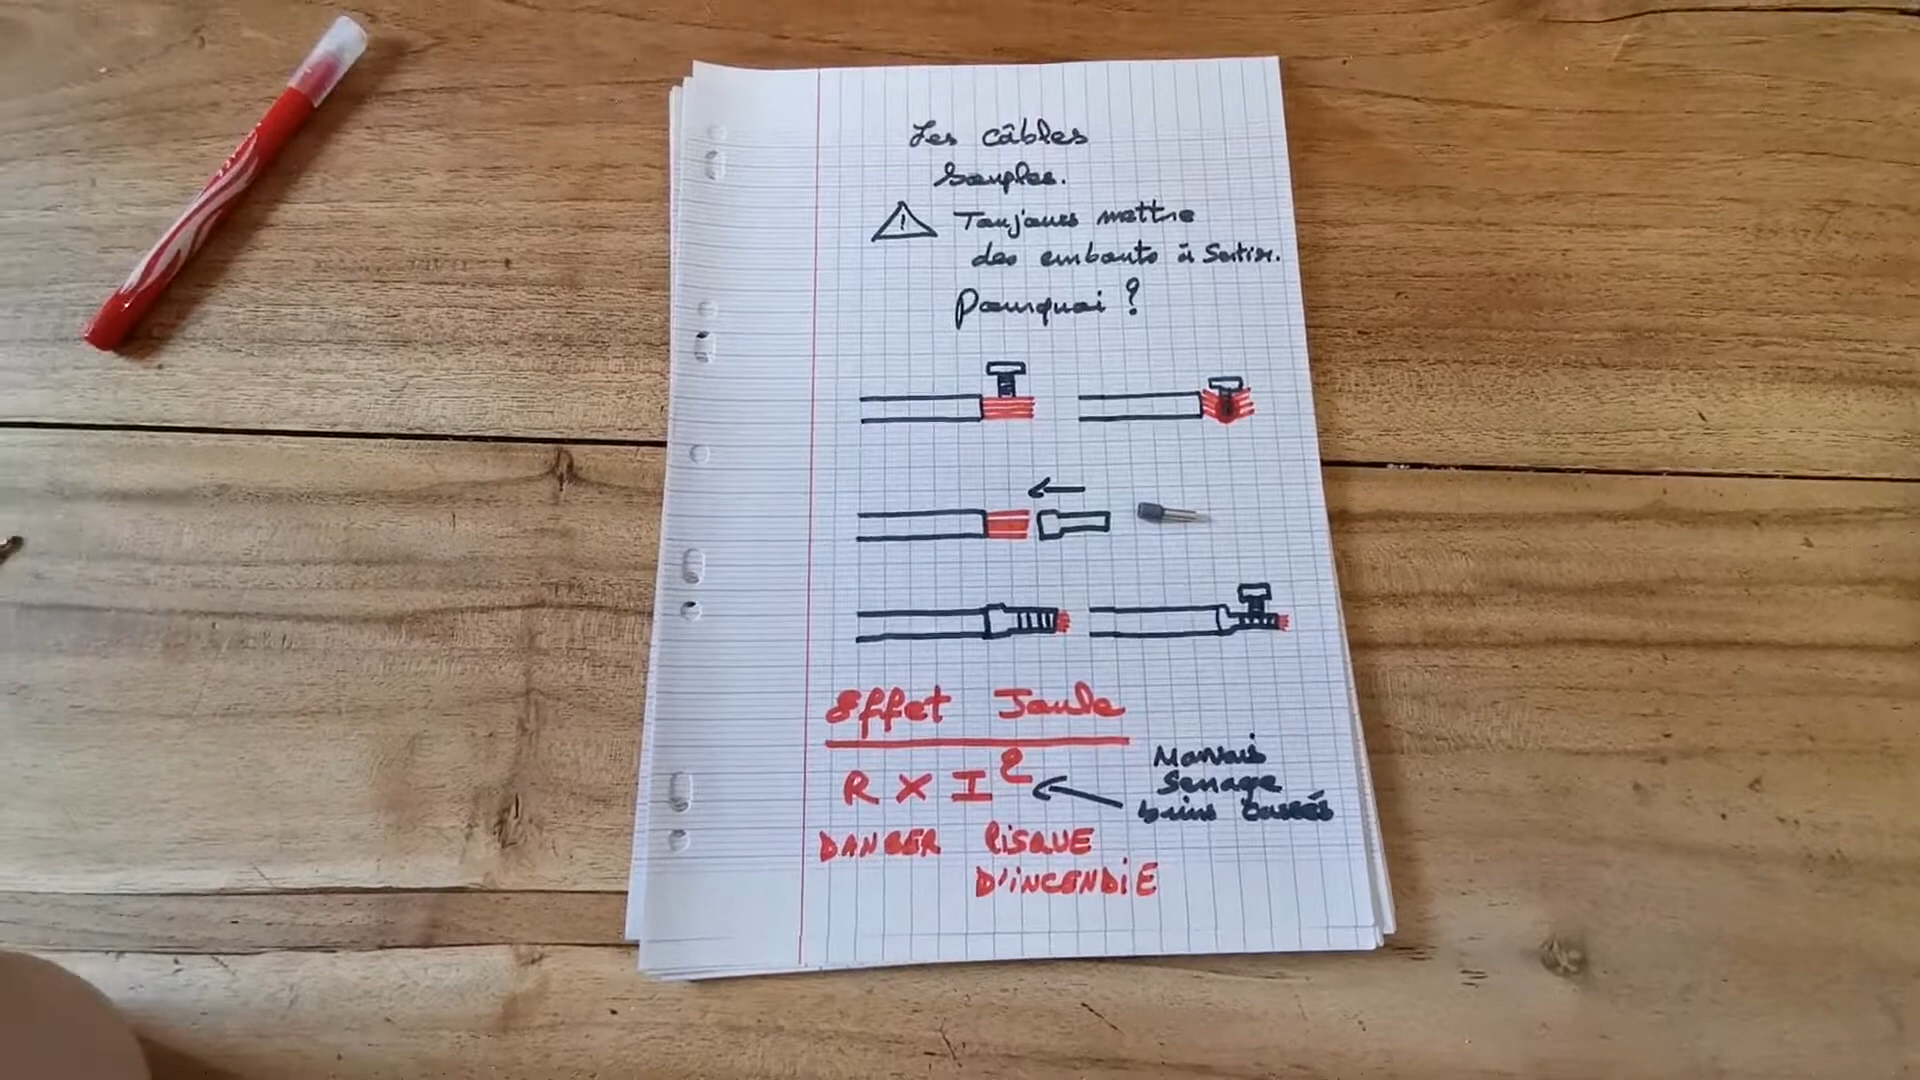 Les câbles
souples.
Toujours mettre
des embouts à Sertir.
Pourquoi ?
Effet Joule
R X I²
Mauvais
Serrage
brins cassés
DANGER RISQUE
D'INCENDIE